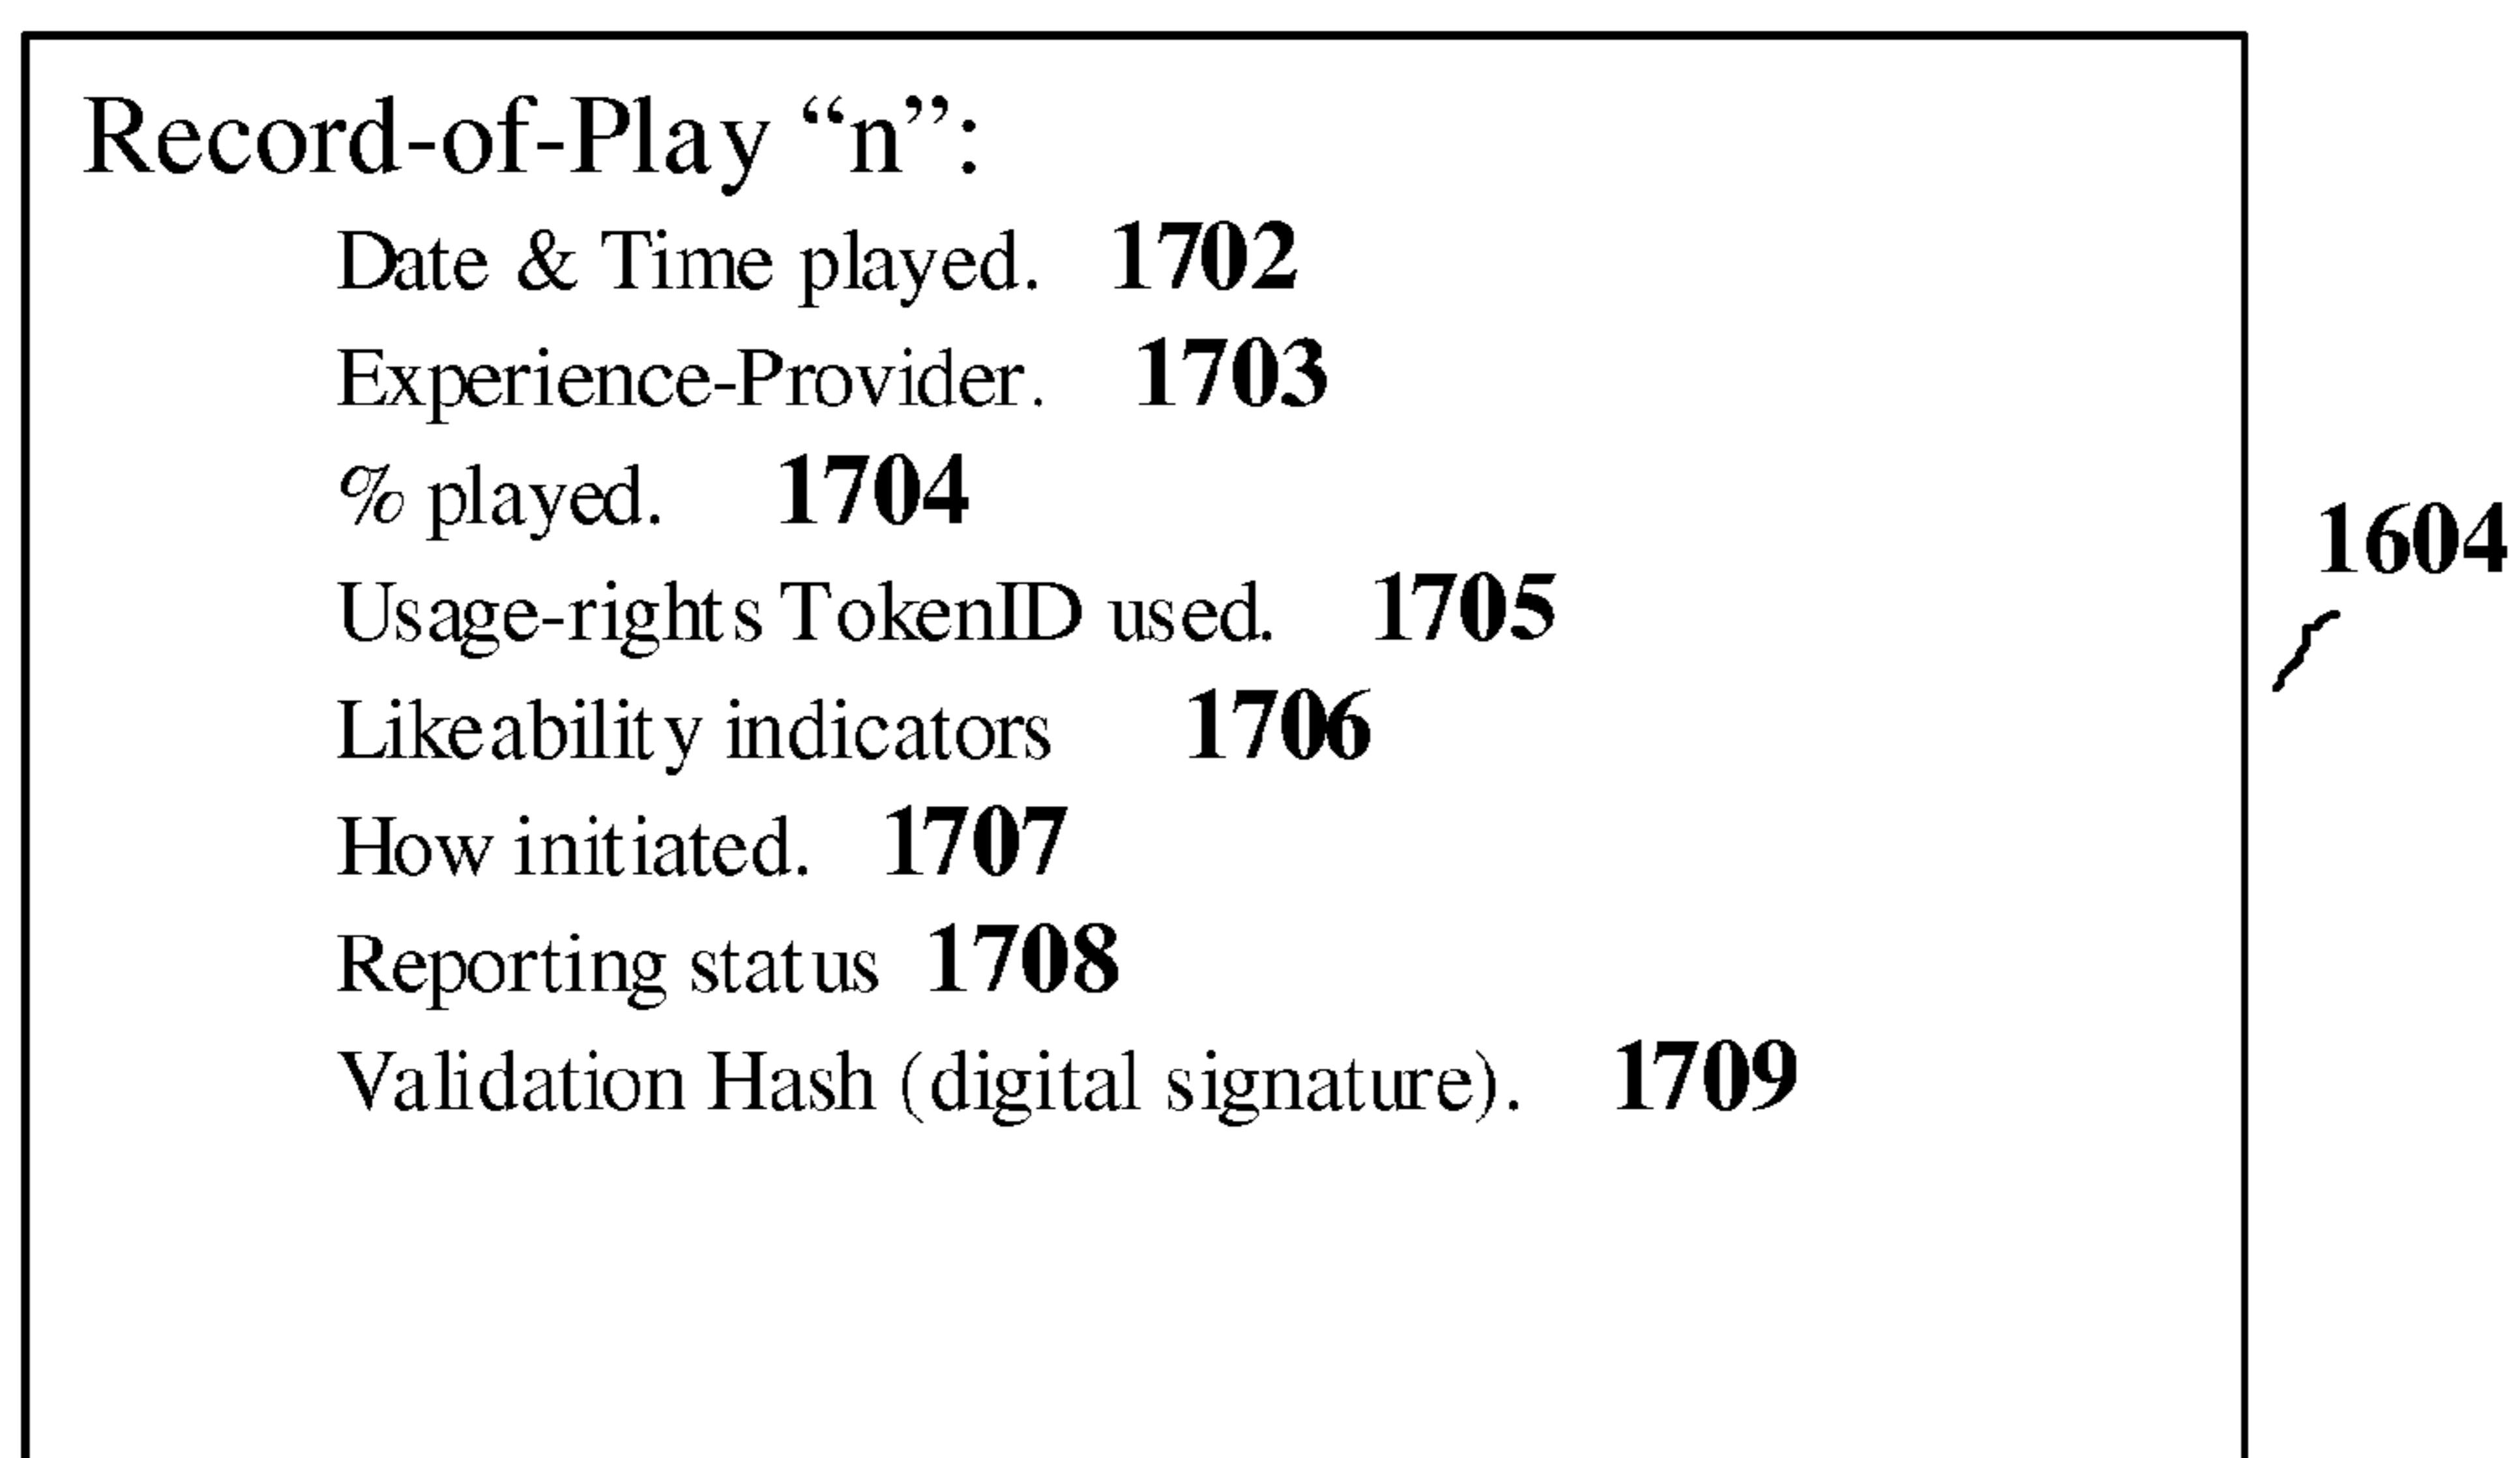 Record-of-Play “n”:
Date & Time played. 1702
Experience-Provider. 1703
% played. 1704
1604
Usage-rights TokenID used. 1705
Likeability indicators 1706
How initiated. 1707
Reporting status 1708
Validation Hash (digital signature). 1709